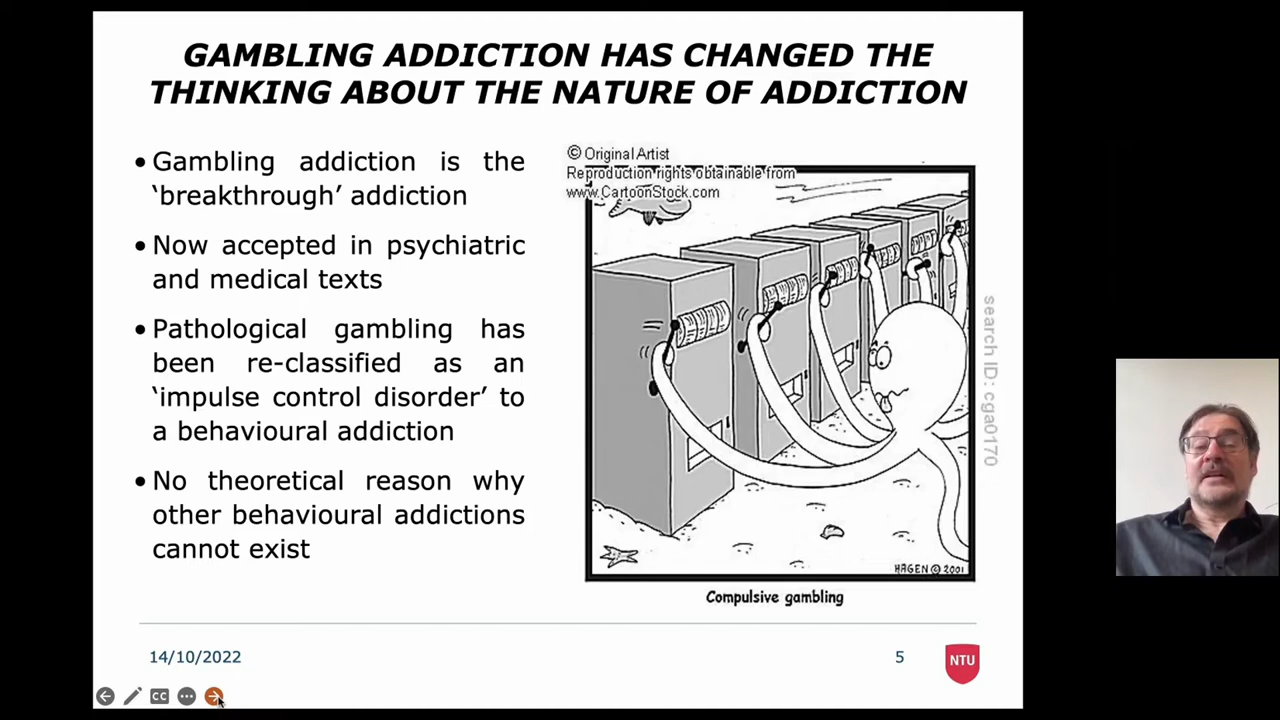 GAMBLING ADDICTION HAS CHANGED THE
THINKING ABOUT THE NATURE OF ADDICTION
• Gambling addiction is the
‘breakthrough’ addiction
• Now accepted in psychiatric
and medical texts
• Pathological gambling has
been re-classified as an
‘impulse control disorder’ to
a behavioural addiction
• No theoretical reason why
other behavioural addictions
cannot exist
© Original Artist
Reproduction rights obtainable from
www.CartoonStock.com
search ID: cga0170
HAGEN © 2001
Compulsive gambling
14/10/2022
5
NTU
CC